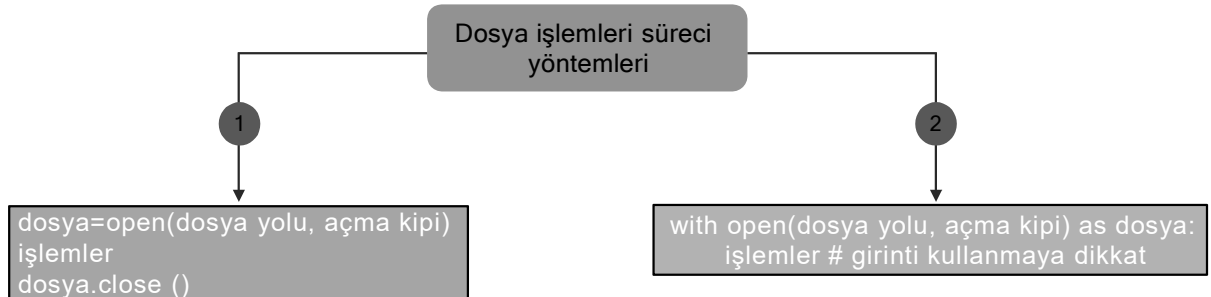 Dosya işlemleri süreci
yöntemleri
1
2
dosya=open(dosya yolu, açma kipi)
işlemler
dosya.close ()
with open(dosya yolu, açma kipi) as dosya:
işlemler # girinti kullanmaya dikkat